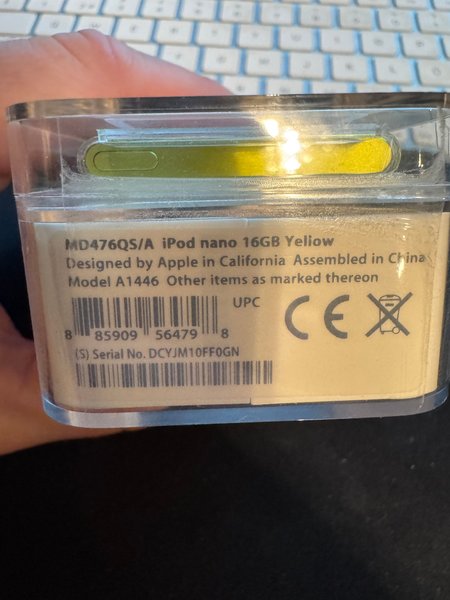 MD476QS/A iPod nano 16GB Yellow
Designed by Apple in California Assembled in China
Model A1446 Other items as marked thereon
UPC
8 85909 56479 8
(S) Serial No. DCYJM10FF0GN
CE